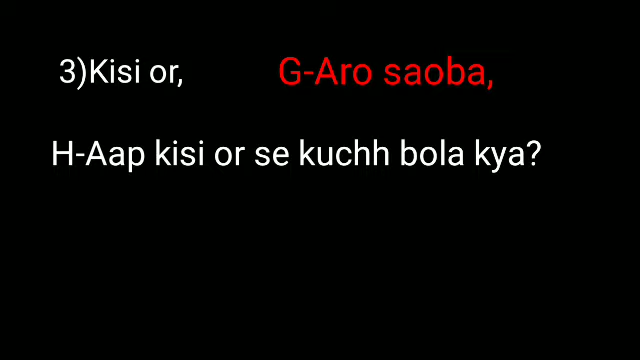 3)Kisi or, G-Aro saoba,
H-Aap kisi or se kuchh bola kya?